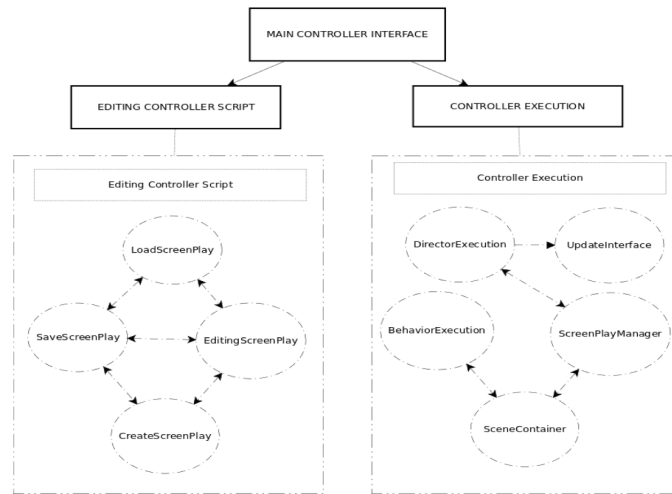 MAIN CONTROLLER INTERFACE
EDITING CONTROLLER SCRIPT
CONTROLLER EXECUTION
Editing Controller Script
LoadScreenPlay
SaveScreenPlay
EditingScreenPlay
CreateScreenPlay
Controller Execution
DirectorExecution
UpdateInterface
BehaviorExecution
ScreenPlayManager
SceneContainer